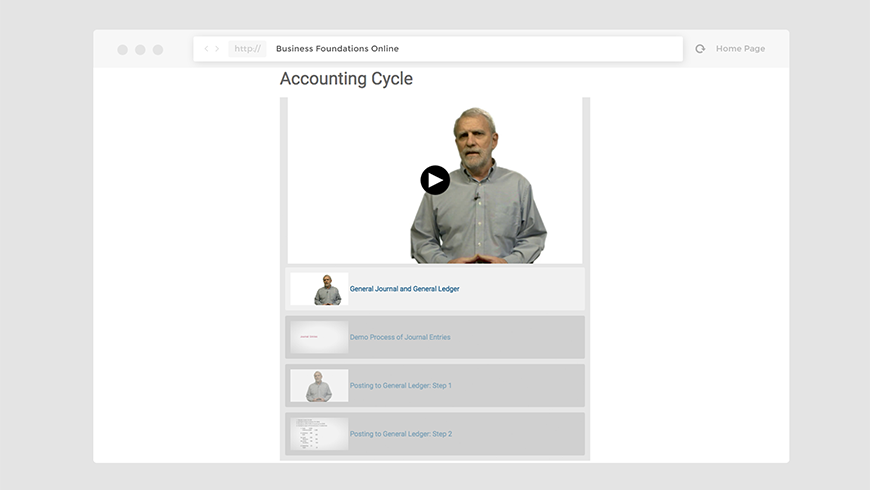 http:// Business Foundations Online Home Page
Accounting Cycle
General Journal and General Ledger
Demo Process of Journal Entries
Posting to General Ledger: Step 1
Posting to General Ledger: Step 2